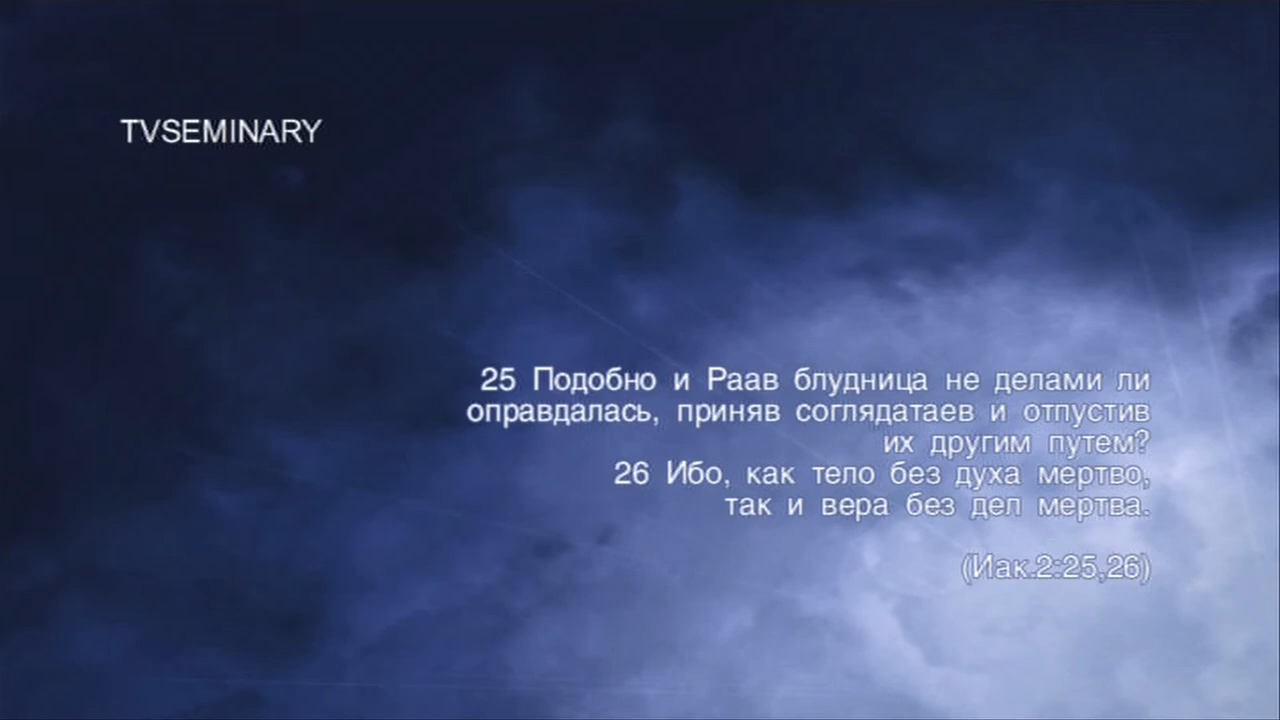 TVSEMINARY
25 Подобно и Раав блудница не делами ли
оправдалась, приняв соглядатаев и отпустив
их другим путем?
26 Ибо, как тело без духа мертво,
так и вера без дел мертва.
(Иак.2:25,26)